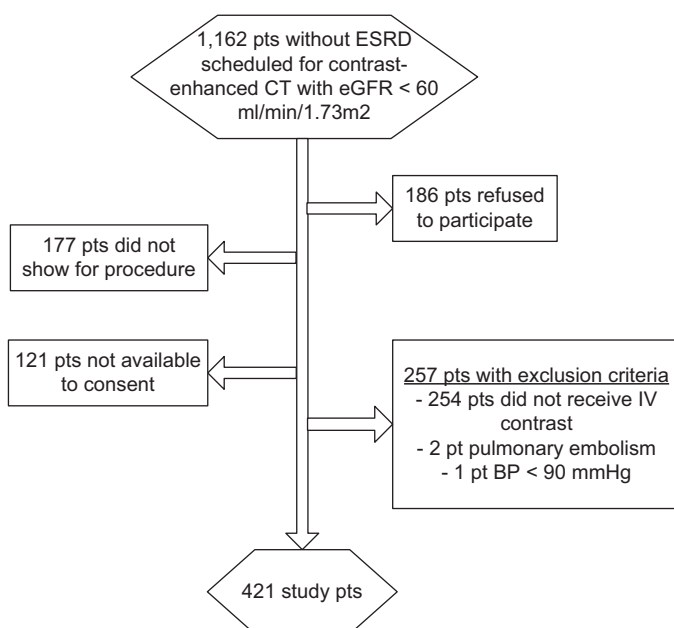 1,162 pts without ESRD
scheduled for contrast-
enhanced CT with eGFR < 60
ml/min/1.73m2
186 pts refused
to participate
177 pts did not
show for procedure
121 pts not available
to consent
257 pts with exclusion criteria
- 254 pts did not receive IV
contrast
- 2 pt pulmonary embolism
- 1 pt BP < 90 mmHg
421 study pts